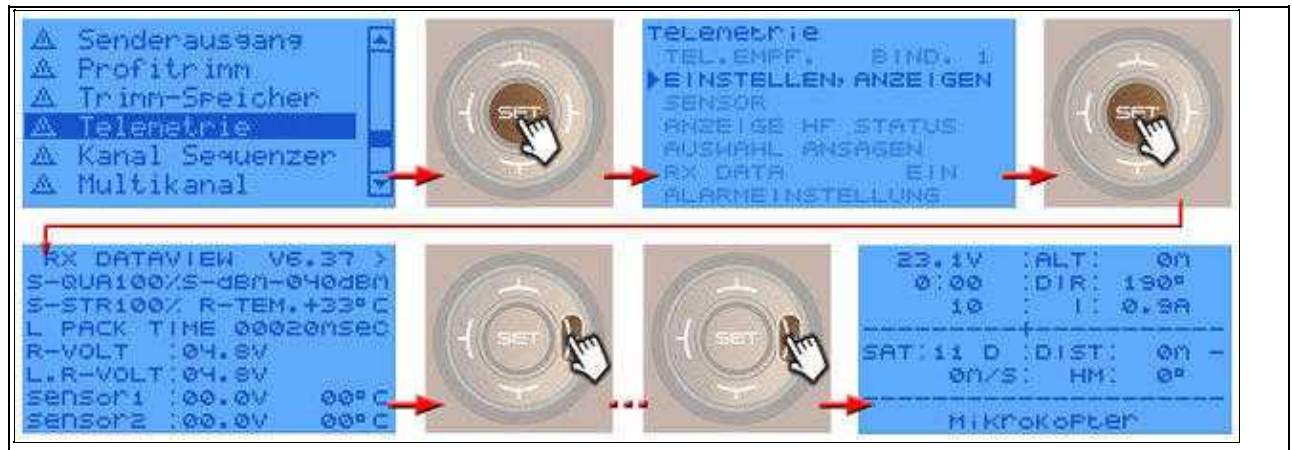 Senderausgang
Profitrimm
Trimm-Speicher
Telemetrie
Kanal Sequenzer
Multikanal
SET
Telemetrie
TEL.EMPF. BIND. 1
EINSTELLEN, ANZEIGEN
SENSOR
ANZEIGE HF STATUS
AUSWAHL ANSAGEN
RX DATA EIN
ALARMEINSTELLUNG
SET
RX DATAVIEW V6.37 >
S-QUA100%S-dBm-040dBm
S-STR100% R-TEM.+33°C
L PACK TIME 00020msec
R-VOLT :04.8V
L.R-VOLT:04.8V
Sensor1 :00.0V 00°C
Sensor2 :00.0V 00°C
SET
SET
23.1V :ALT: 0m
0:00 :DIR: 190°
10 : I: 0.9A
SAT:11 D :DIST: 0m -
0m/s: HM: 0°
MikroKopter